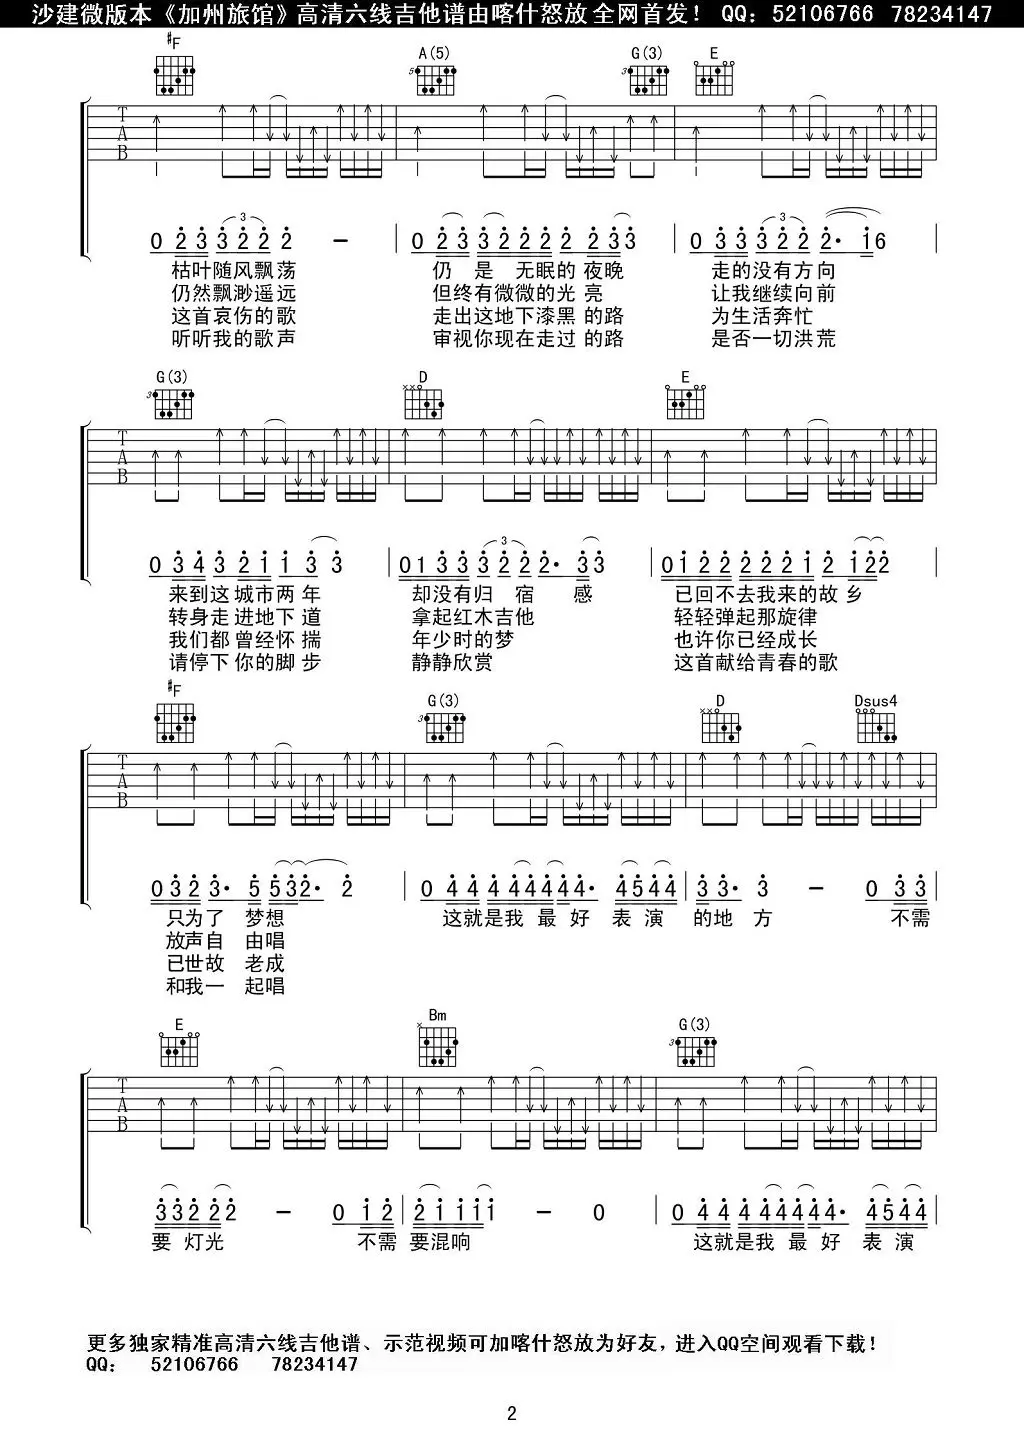 沙建微版本《加州旅馆》高清六线吉他谱由喀什怒放 全网首发！ QQ：52106766 78234147
#F A(5) G(3) E
5 3
T
A
B
3 3
0 2 3 3 2 2 2 - | 0 2 3 3 2 2 2 2 2 3 3 | 0 3 3 3 2 2 2· 1 6 |
枯叶随风飘荡 仍 是 无眠的 夜晚 走的没有方向
仍然飘渺遥远 但终有微微的光 亮 让我继续向前
这首哀伤的歌 走出这地下漆黑 的路 为生活奔忙
听听我的歌声 审视你现在走过 的路 是否一切洪荒
G(3) D E
3 ××
T
A
B
3
0 3 4 3 2 1 1 3 3 | 0 1 3 3 3 2 2 2· 3 3 | 0 1 2 2 2 2 2 1 2 1 2 2 |
来到这 城市 两 年 却没有归 宿 感 已回不去我来的故 乡
转身走 进地下 道 拿起红木吉他 轻轻弹起那旋律
我们都 曾经怀 揣 年少时的梦 也许你已经成长
请停下 你的脚 步 静静欣赏 这首献给青春的歌
#F G(3) D Dsus4
3 ××
T
A
B
0 3 2 3· 5 5 3 2· 2 | 0 4 4 4 4 4 4 4 4· 4 5 4 4 | 3 3· 3 - 0 3 3 |
只为了 梦想 这就是我 最 好 表 演 的地 方 不需
放声自 由唱
已世故 老成
和我一 起唱
E Bm G(3)
× 3
T
A
B
3 3 2 2 2 - 0 1 2 | 2 1 1 1 1 1 - 0 | 0 4 4 4 4 4 4 4 4· 4 5 4 4 |
要 灯光 不需 要混响 这就是我 最 好 表 演
更多独家精准高清六线吉他谱、示范视频可加喀什怒放为好友，进入QQ空间观看下载！
QQ： 52106766 78234147
2